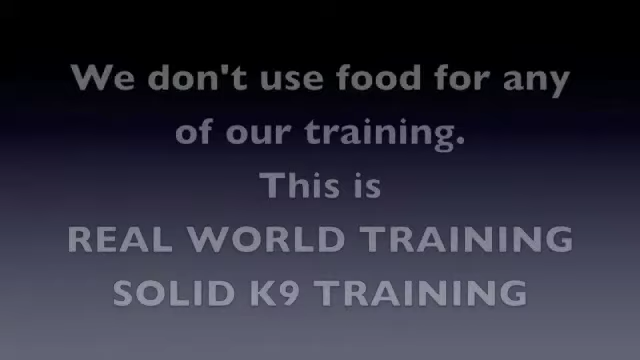 We don't use food for any
of our training.
This is
REAL WORLD TRAINING
SOLID K9 TRAINING